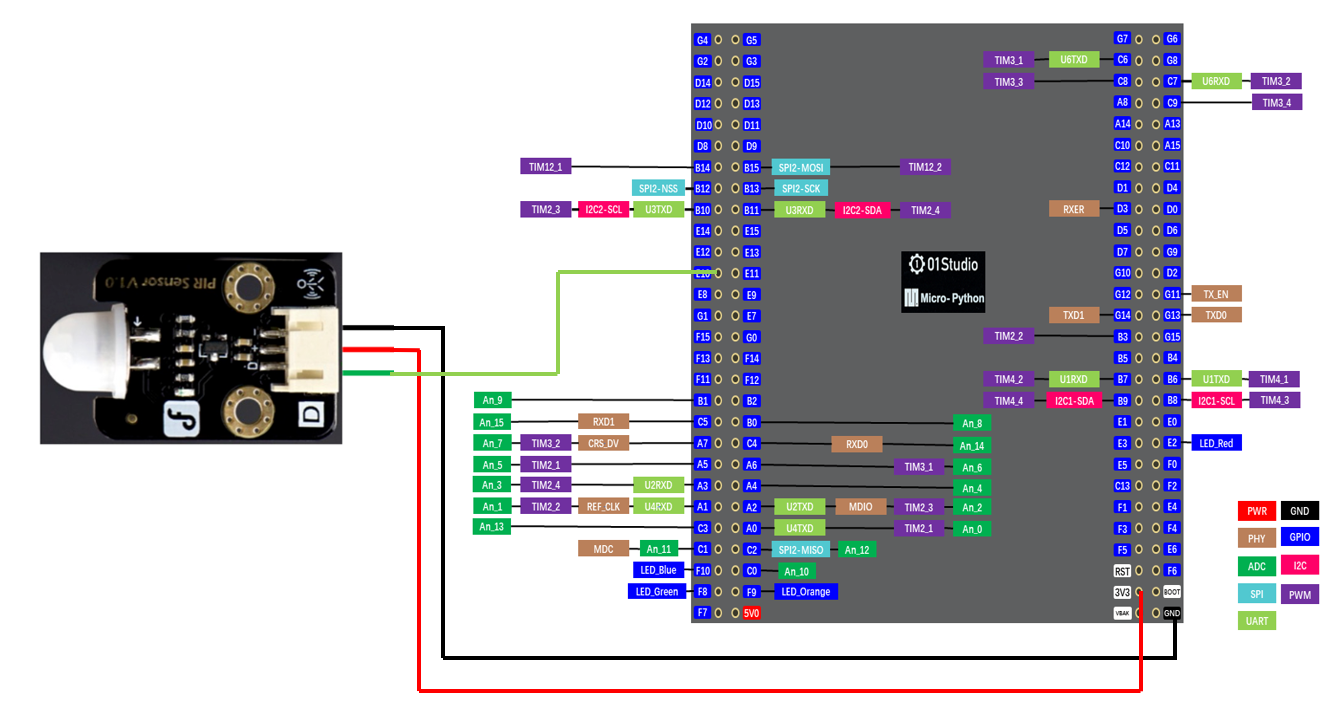 G4 G5 G7 G6
G2 G3 TIM3_1 U6TXD C6 G8
D14 D15 TIM3_3 C8 C7 U6RXD TIM3_2
D12 D13 A8 C9 TIM3_4
D10 D11 A14 A13
D8 D9 C10 A15
TIM12_1 B14 B15 SPI2-MOSI TIM12_2 C12 C11
SPI2-NSS B12 B13 SPI2-SCK D1 D4
TIM2_3 I2C2-SCL U3TXD B10 B11 U3RXD I2C2-SDA TIM2_4 RXER D3 D0
E14 E15 D5 D6
E12 E13 D7 G9
01Studio
E10 E11 G10 D2
PIR Sensor V1.0
E8 E9 G12 G11 TX_EN
Micro-Python
G1 E7 TXD1 G14 G13 TXD0
F15 G0 TIM2_2 B3 G15
F13 F14 B5 B4
+
D
F11 F12 TIM4_2 U1RXD B7 B6 U1TXD TIM4_1
An_9 B1 B2 TIM4_4 I2C1-SDA B9 B8 I2C1-SCL TIM4_3
D
An_15 RXD1 C5 B0 An_8 E1 E0
An_7 TIM3_2 CRS_DV A7 C4 RXD0 An_14 E3 E2 LED_Red
An_5 TIM2_1 A5 A6 TIM3_1 An_6 E5 F0
An_3 TIM2_4 U2RXD A3 A4 An_4 C13 F2
An_1 TIM2_2 REF_CLK U4RXD A1 A2 U2TXD MDIO TIM2_3 An_2 F1 E4
PWR GND
An_13 C3 A0 U4TXD TIM2_1 An_0 F3 F4
PHY GPIO
MDC An_11 C1 C2 SPI2-MISO An_12 F5 E6
ADC I2C
LED_Blue F10 C0 An_10 RST F6
LED_Green F8 F9 LED_Orange 3V3 BOOT
SPI PWM
F7 5V0 VBAK GND
UART